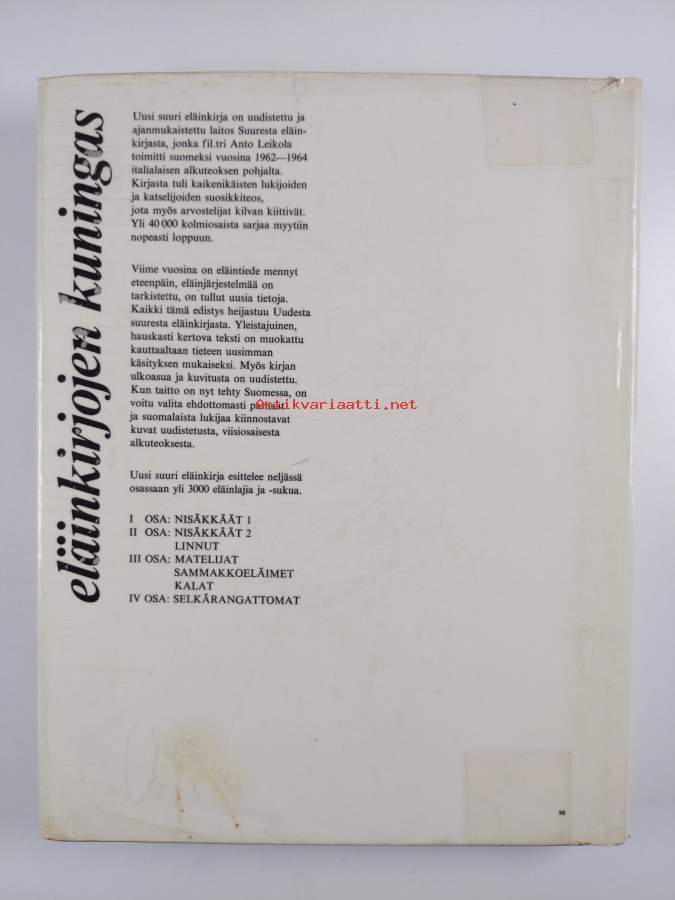 eläinkirjojen kuningas
Uusi suuri eläinkirja on uudistettu ja
ajanmukaistettu laitos Suuresta eläin-
kirjasta, jonka fil.tri Anto Leikola
toimitti suomeksi vuosina 1962—1964
italialaisen alkuteoksen pohjalta.
Kirjasta tuli kaikenikäisten lukijoiden
ja katselijoiden suosikkiteos,
jota myös arvostelijat kilvan kiittivät.
Yli 40 000 kolmiosaista sarjaa myytiin
nopeasti loppuun.
Viime vuosina on eläintiede mennyt
eteenpäin, eläinjärjestelmää on
tarkistettu, on tullut uusia tietoja.
Kaikki tämä edistys heijastuu Uudesta
suuresta eläinkirjasta. Yleistajuinen,
hauskasti kertova teksti on muokattu
kauttaaltaan tieteen uusimman
käsityksen mukaiseksi. Myös kirjan
ulkoasua ja kuvitusta on uudistettu.
Kun taitto on nyt tehty Suomessa, on
voitu valita ehdottomasti parhaat
ja suomalaista lukijaa kiinnostavat
kuvat uudistetusta, viisiosaisesta
alkuteoksesta.
Antikvariaatti.net
Uusi suuri eläinkirja esittelee neljässä
osassaan yli 3000 eläinlajia ja -sukua.
I OSA: NISÄKKÄÄT 1
II OSA: NISÄKKÄÄT 2
LINNUT
III OSA: MATELIJAT
SAMMAKKOELÄIMET
KALAT
IV OSA: SELKÄRANGATTOMAT